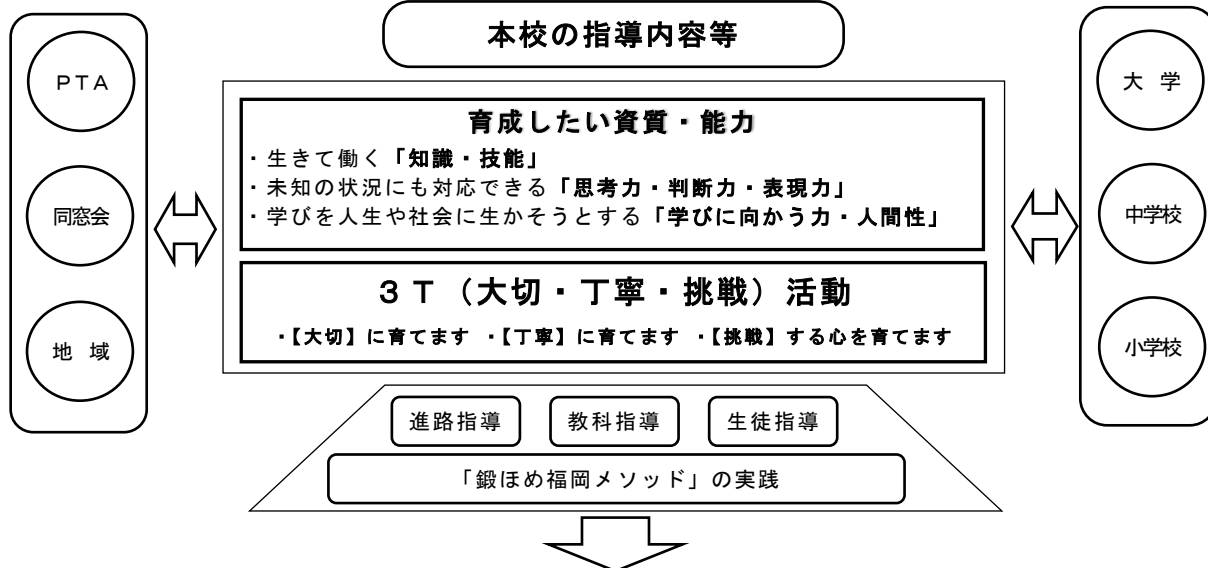 本校の指導内容等
PTA
同窓会
地 域
育成したい資質・能力
・生きて働く「知識・技能」
・未知の状況にも対応できる「思考力・判断力・表現力」
・学びを人生や社会に生かそうとする「学びに向かう力・人間性」
3T（大切・丁寧・挑戦）活動
・【大切】に育てます ・【丁寧】に育てます ・【挑戦】する心を育てます
大 学
中学校
小学校
進路指導
教科指導
生徒指導
「鍛ほめ福岡メソッド」の実践